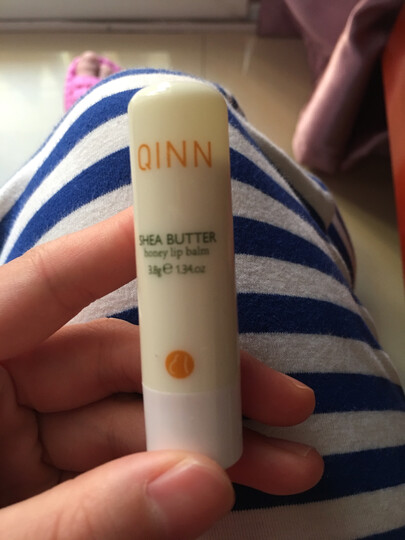 QINN
SHEA BUTTER
honey lip balm
3.8g ℮ 1.34oz